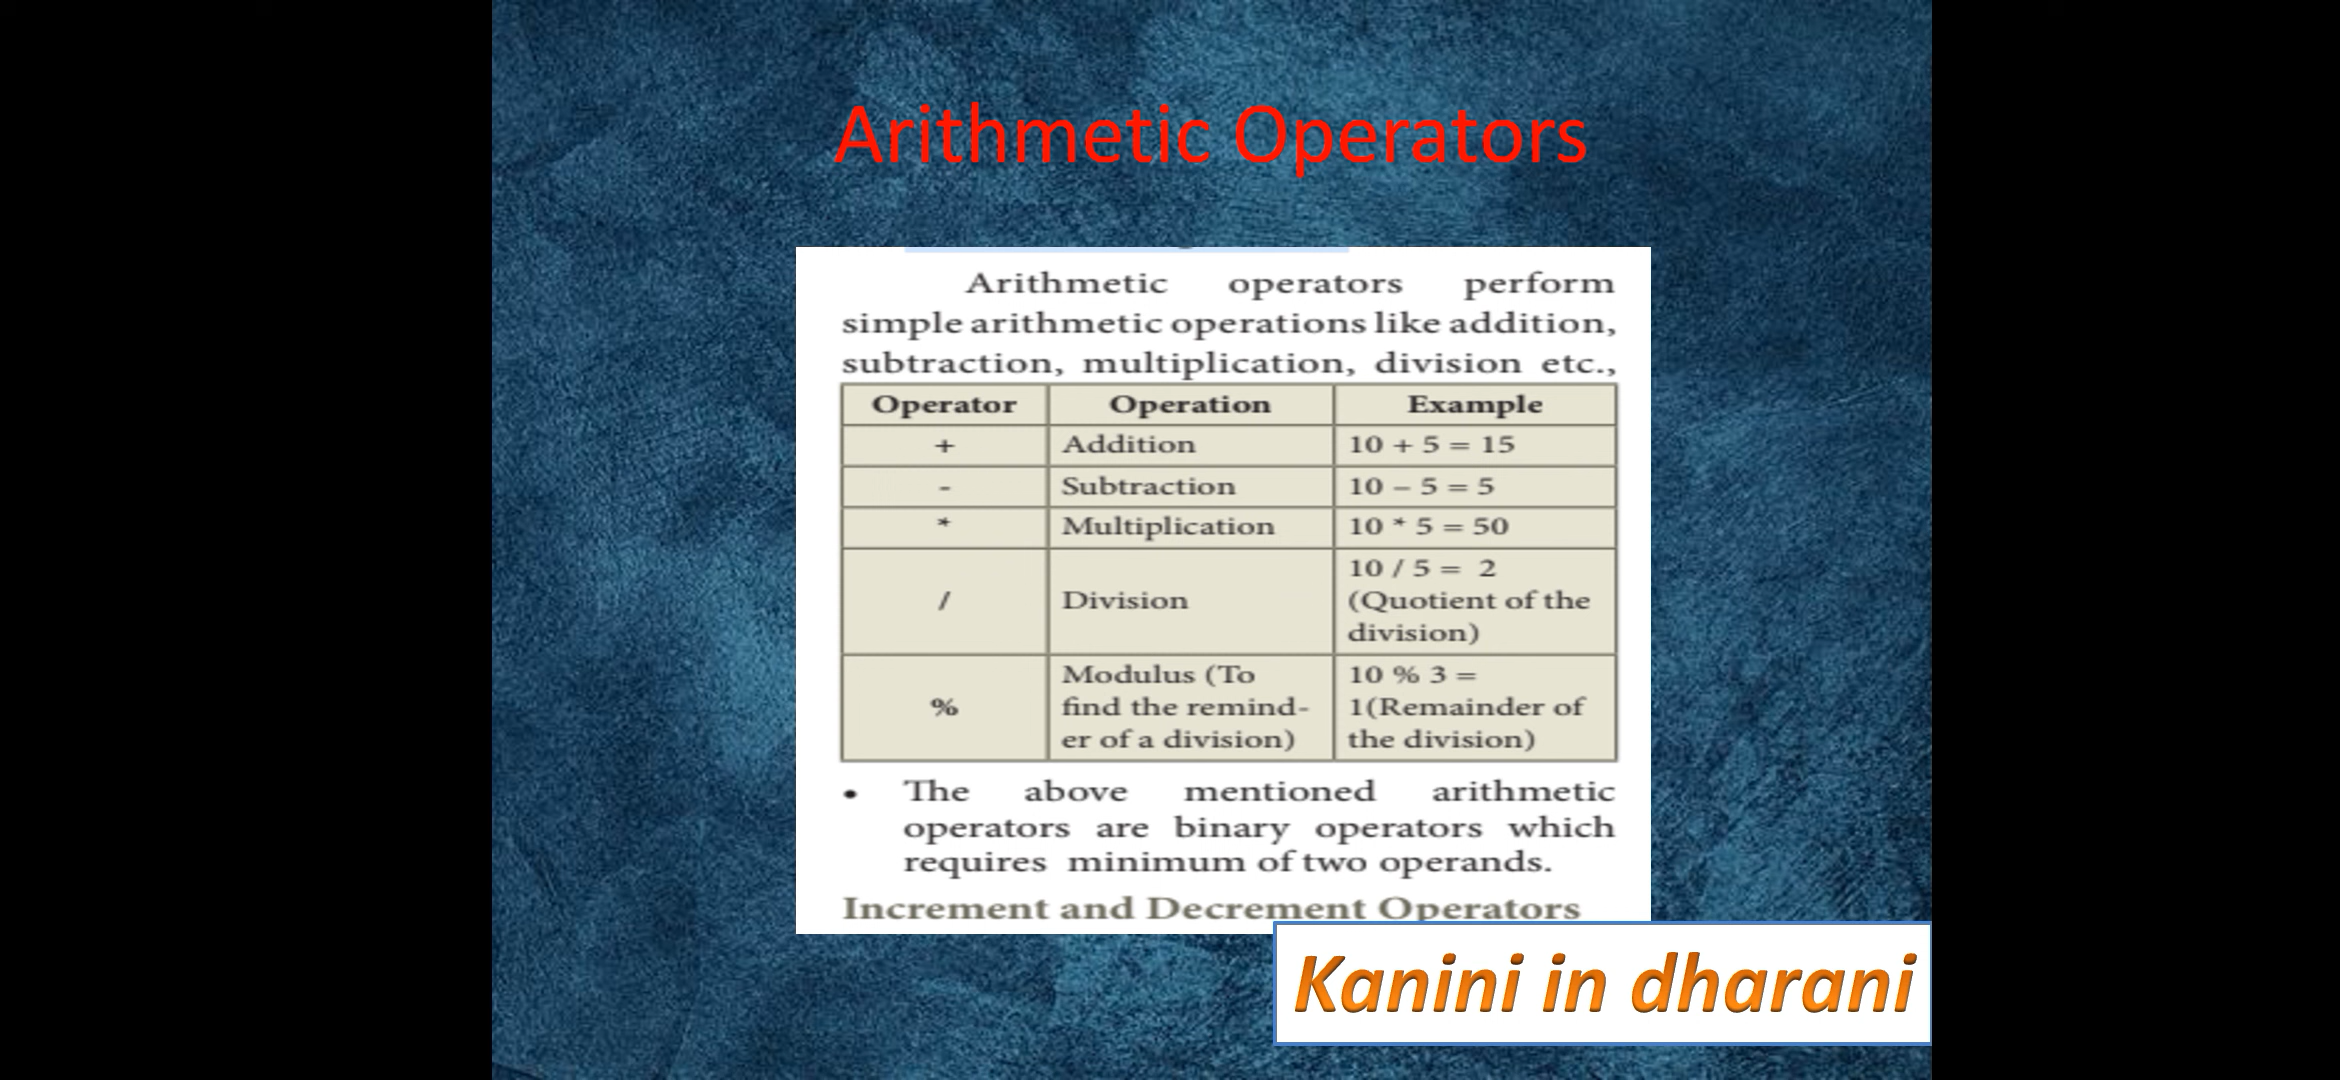 Arithmetic Operators
Arithmetic operators perform
simple arithmetic operations like addition,
subtraction, multiplication, division etc.,
Operator Operation Example
+ Addition 10 + 5 = 15
- Subtraction 10 – 5 = 5
* Multiplication 10 * 5 = 50
/ Division 10 / 5 = 2
(Quotient of the
division)
% Modulus (To
find the remind-
er of a division) 10 % 3 =
1(Remainder of
the division)
• The above mentioned arithmetic
operators are binary operators which
requires minimum of two operands.
Increment and Decrement Operators
Kanini in dharani